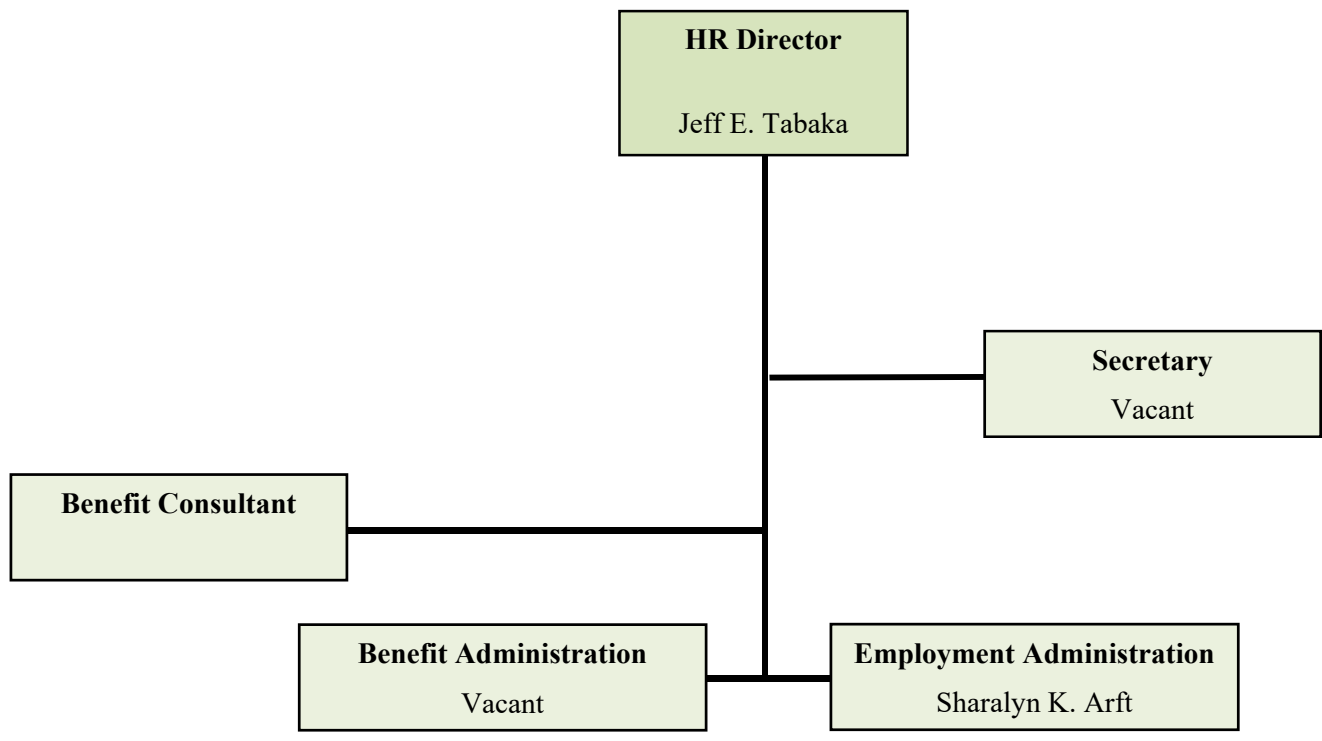 HR Director
Jeff E. Tabaka
Secretary
Vacant
Benefit Consultant
Benefit Administration
Vacant
Employment Administration
Sharalyn K. Arft